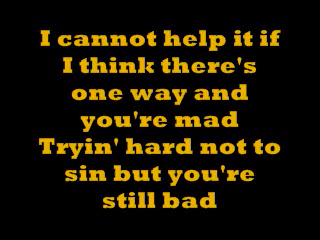 I cannot help it if
I think there's
one way and
you're mad
Tryin' hard not to
sin but you're
still bad